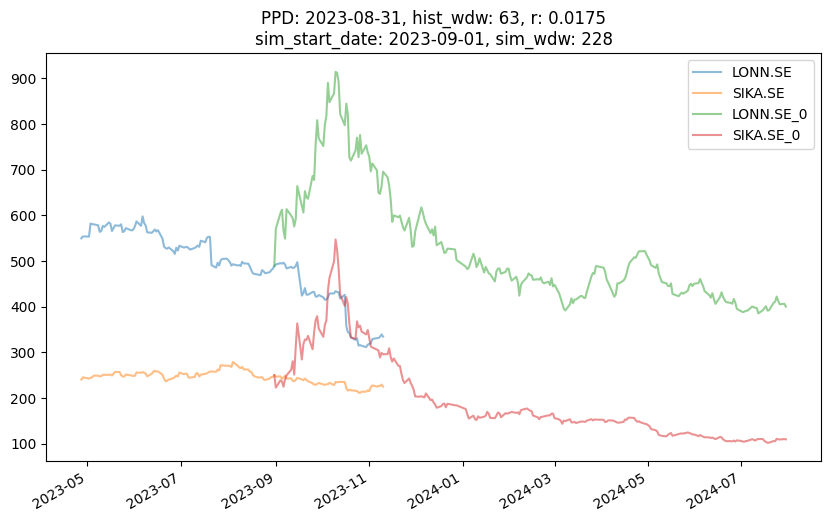 PPD: 2023-08-31, hist_wdw: 63, r: 0.0175
sim_start_date: 2023-09-01, sim_wdw: 228
LONN.SE
SIKA.SE
LONN.SE_0
SIKA.SE_0
900
800
700
600
500
400
300
200
100
2023-05
2023-07
2023-09
2023-11
2024-01
2024-03
2024-05
2024-07